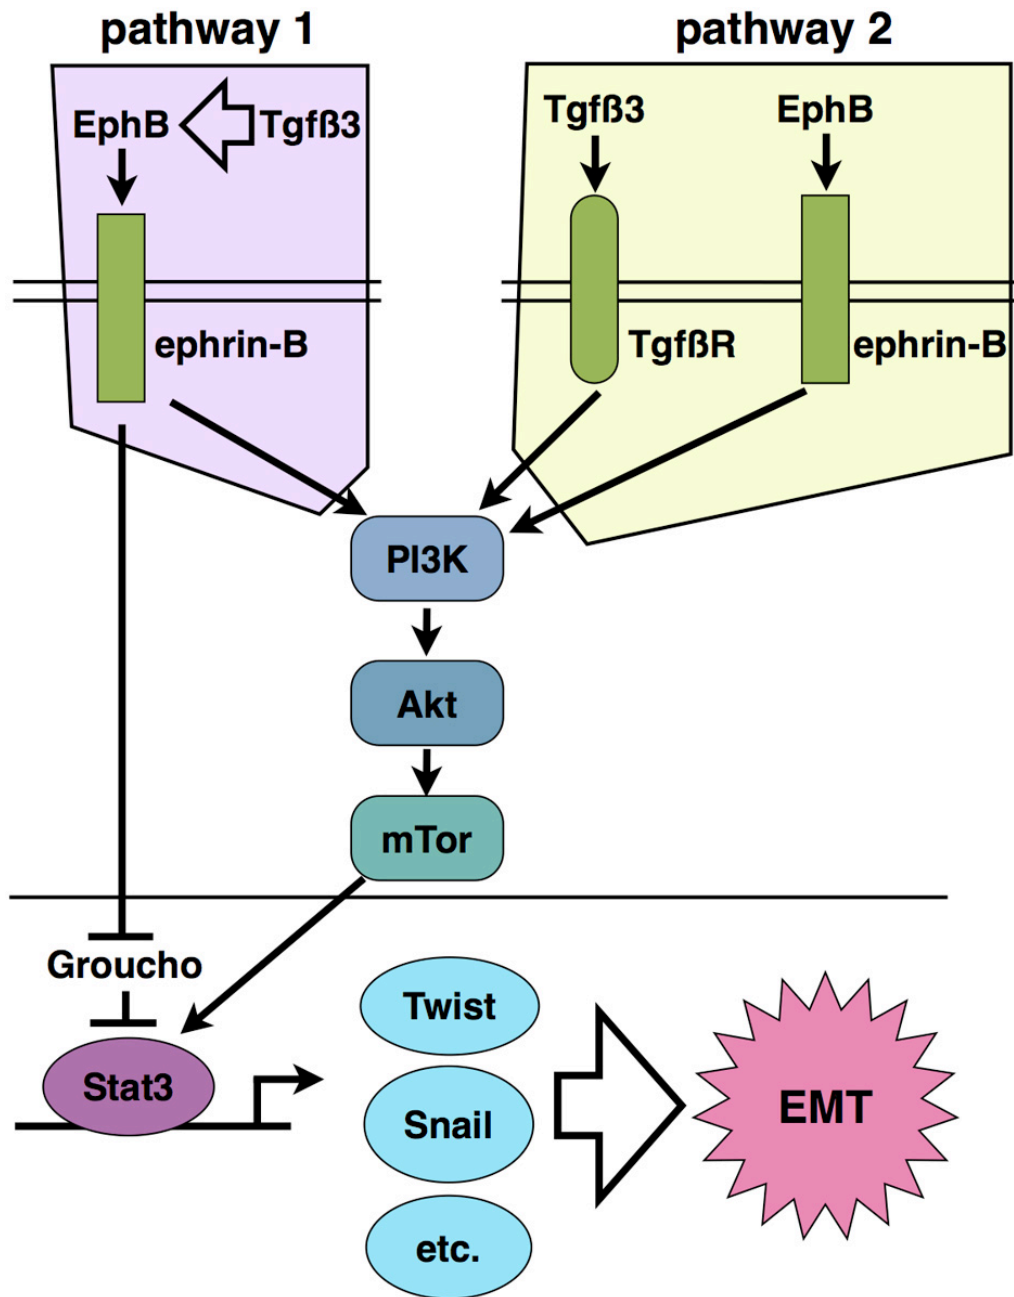 pathway 1
pathway 2
EphB
Tgfß3
ephrin-B
Tgfß3
EphB
TgfßR
ephrin-B
PI3K
Akt
mTor
Groucho
Stat3
Twist
Snail
etc.
EMT